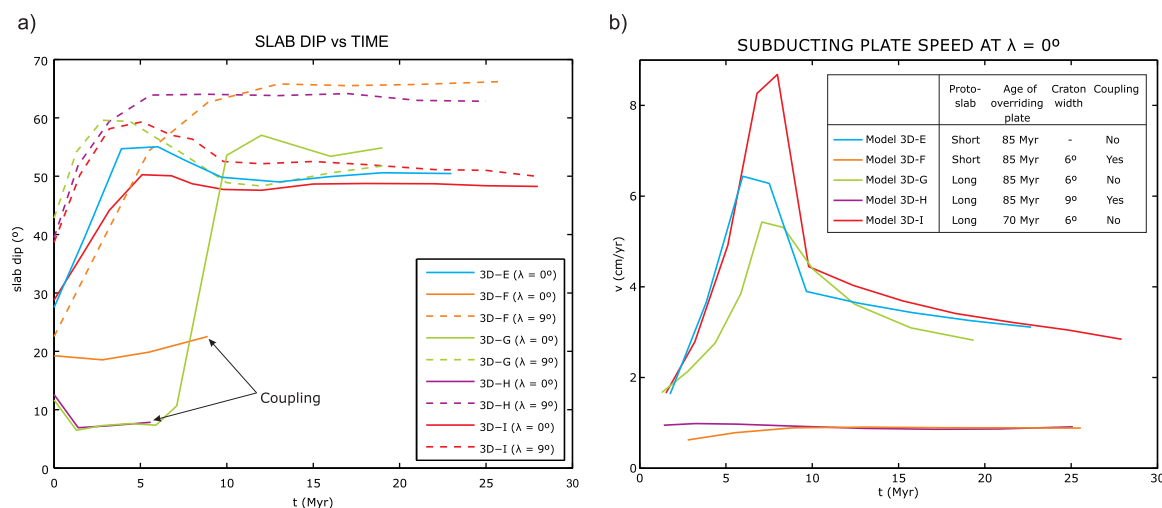 a)
SLAB DIP vs TIME
70
60
50
40
30
20
10
0
slab dip (º)
0 5 10 15 20 25 30
t (Myr)
Coupling
3D−E (λ = 0º)
3D−F (λ = 0º)
3D−F (λ = 9º)
3D−G (λ = 0º)
3D−G (λ = 9º)
3D−H (λ = 0º)
3D−H (λ = 9º)
3D−I (λ = 0º)
3D−I (λ = 9º)
b)
SUBDUCTING PLATE SPEED AT λ = 0º
8
6
4
2
0
v (cm/yr)
0 5 10 15 20 25 30
t (Myr)
Proto- Age of Craton Coupling
slab overriding width
plate
Model 3D-E Short 85 Myr - No
Model 3D-F Short 85 Myr 6º Yes
Model 3D-G Long 85 Myr 6º No
Model 3D-H Long 85 Myr 9º Yes
Model 3D-I Long 70 Myr 6º No